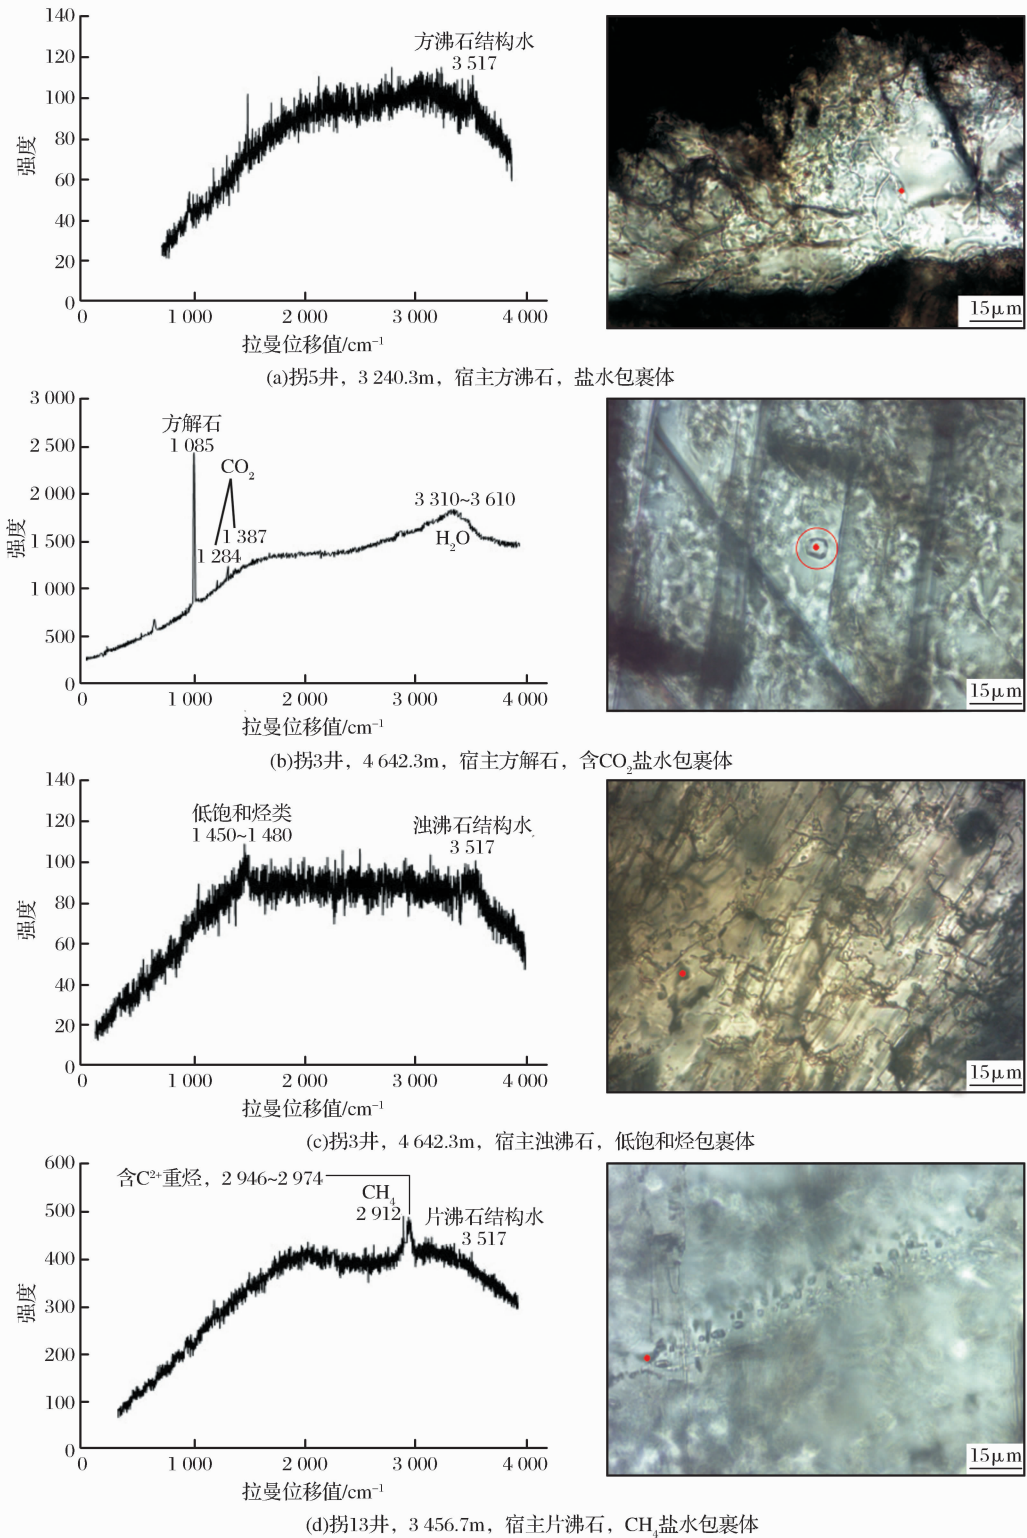 140
120
100
80
60
40
20
0
强度
方沸石结构水
3 517
0 1 000 2 000 3 000 4 000
拉曼位移值/cm⁻¹
15μm
(a)拐5井，3 240.3m，宿主方沸石，盐水包裹体
3 000
2 500
2 000
1 500
1 000
500
0
强度
方解石
1 085
CO₂
1 387
1 284
3 310~3 610
H₂O
0 1 000 2 000 3 000 4 000
拉曼位移值/cm⁻¹
15μm
(b)拐3井，4 642.3m，宿主方解石，含CO₂盐水包裹体
140
120
100
80
60
40
20
0
强度
低饱和烃类
1 450~1 480
浊沸石结构水
3 517
0 1 000 2 000 3 000 4 000
拉曼位移值/cm⁻¹
15μm
(c)拐3井，4 642.3m，宿主浊沸石，低饱和烃包裹体
600
500
400
300
200
100
0
强度
含C²⁺重烃，2 946~2 974
CH₄
2 912
片沸石结构水
3 517
0 1 000 2 000 3 000 4 000
拉曼位移值/cm⁻¹
15μm
(d)拐13井，3 456.7m，宿主片沸石，CH₄盐水包裹体